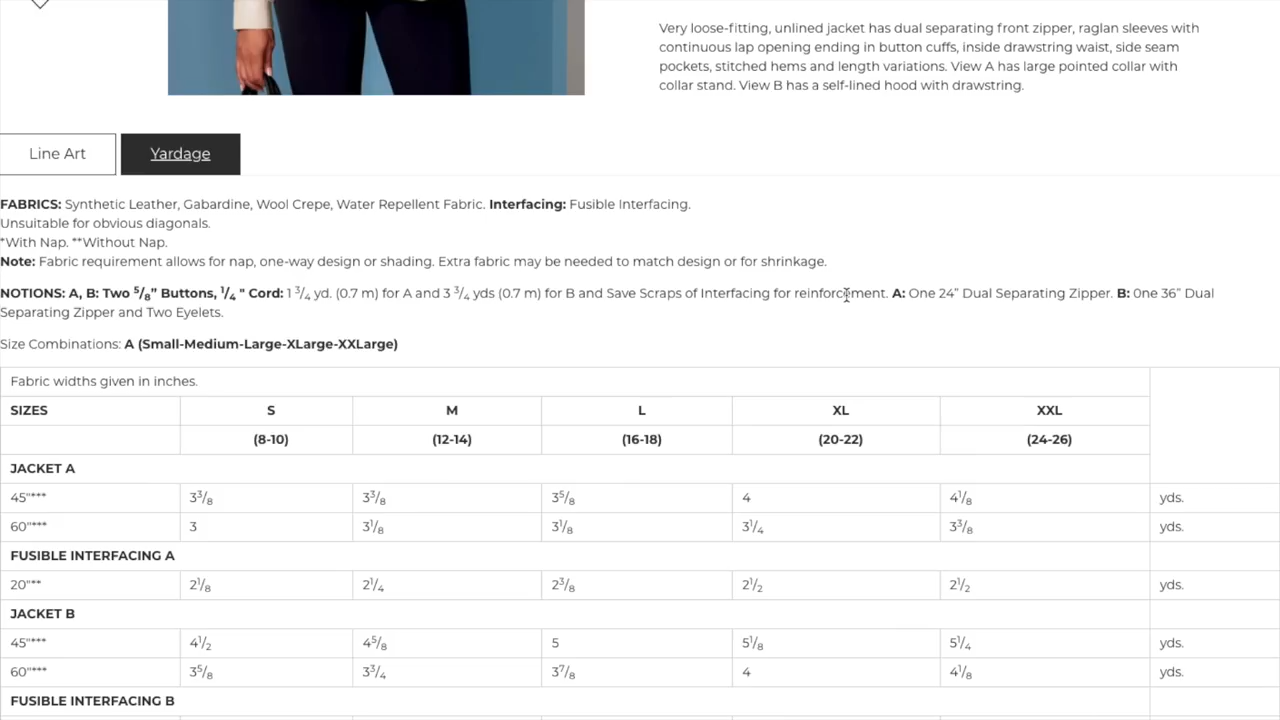 Very loose-fitting, unlined jacket has dual separating front zipper, raglan sleeves with
continuous lap opening ending in button cuffs, inside drawstring waist, side seam
pockets, stitched hems and length variations. View A has large pointed collar with
collar stand. View B has a self-lined hood with drawstring.
Line Art Yardage
FABRICS: Synthetic Leather, Gabardine, Wool Crepe, Water Repellent Fabric. Interfacing: Fusible Interfacing.
Unsuitable for obvious diagonals.
*With Nap. **Without Nap.
Note: Fabric requirement allows for nap, one-way design or shading. Extra fabric may be needed to match design or for shrinkage.
NOTIONS: A, B: Two 5/8" Buttons, 1/4 " Cord: 1 3/4 yd. (0.7 m) for A and 3 3/4 yds (0.7 m) for B and Save Scraps of Interfacing for reinforcement. A: One 24" Dual Separating Zipper. B: 0ne 36" Dual
Separating Zipper and Two Eyelets.
Size Combinations: A (Small-Medium-Large-XLarge-XXLarge)
Fabric widths given in inches.
SIZES S M L XL XXL
(8-10) (12-14) (16-18) (20-22) (24-26)
JACKET A
45"*** 3 3/8 3 3/8 3 5/8 4 4 1/8 yds.
60"*** 3 3 1/8 3 1/8 3 1/4 3 3/8 yds.
FUSIBLE INTERFACING A
20"** 2 1/8 2 1/4 2 3/8 2 1/2 2 1/2 yds.
JACKET B
45"*** 4 1/2 4 5/8 5 5 1/8 5 1/4 yds.
60"*** 3 5/8 3 3/4 3 7/8 4 4 1/8 yds.
FUSIBLE INTERFACING B